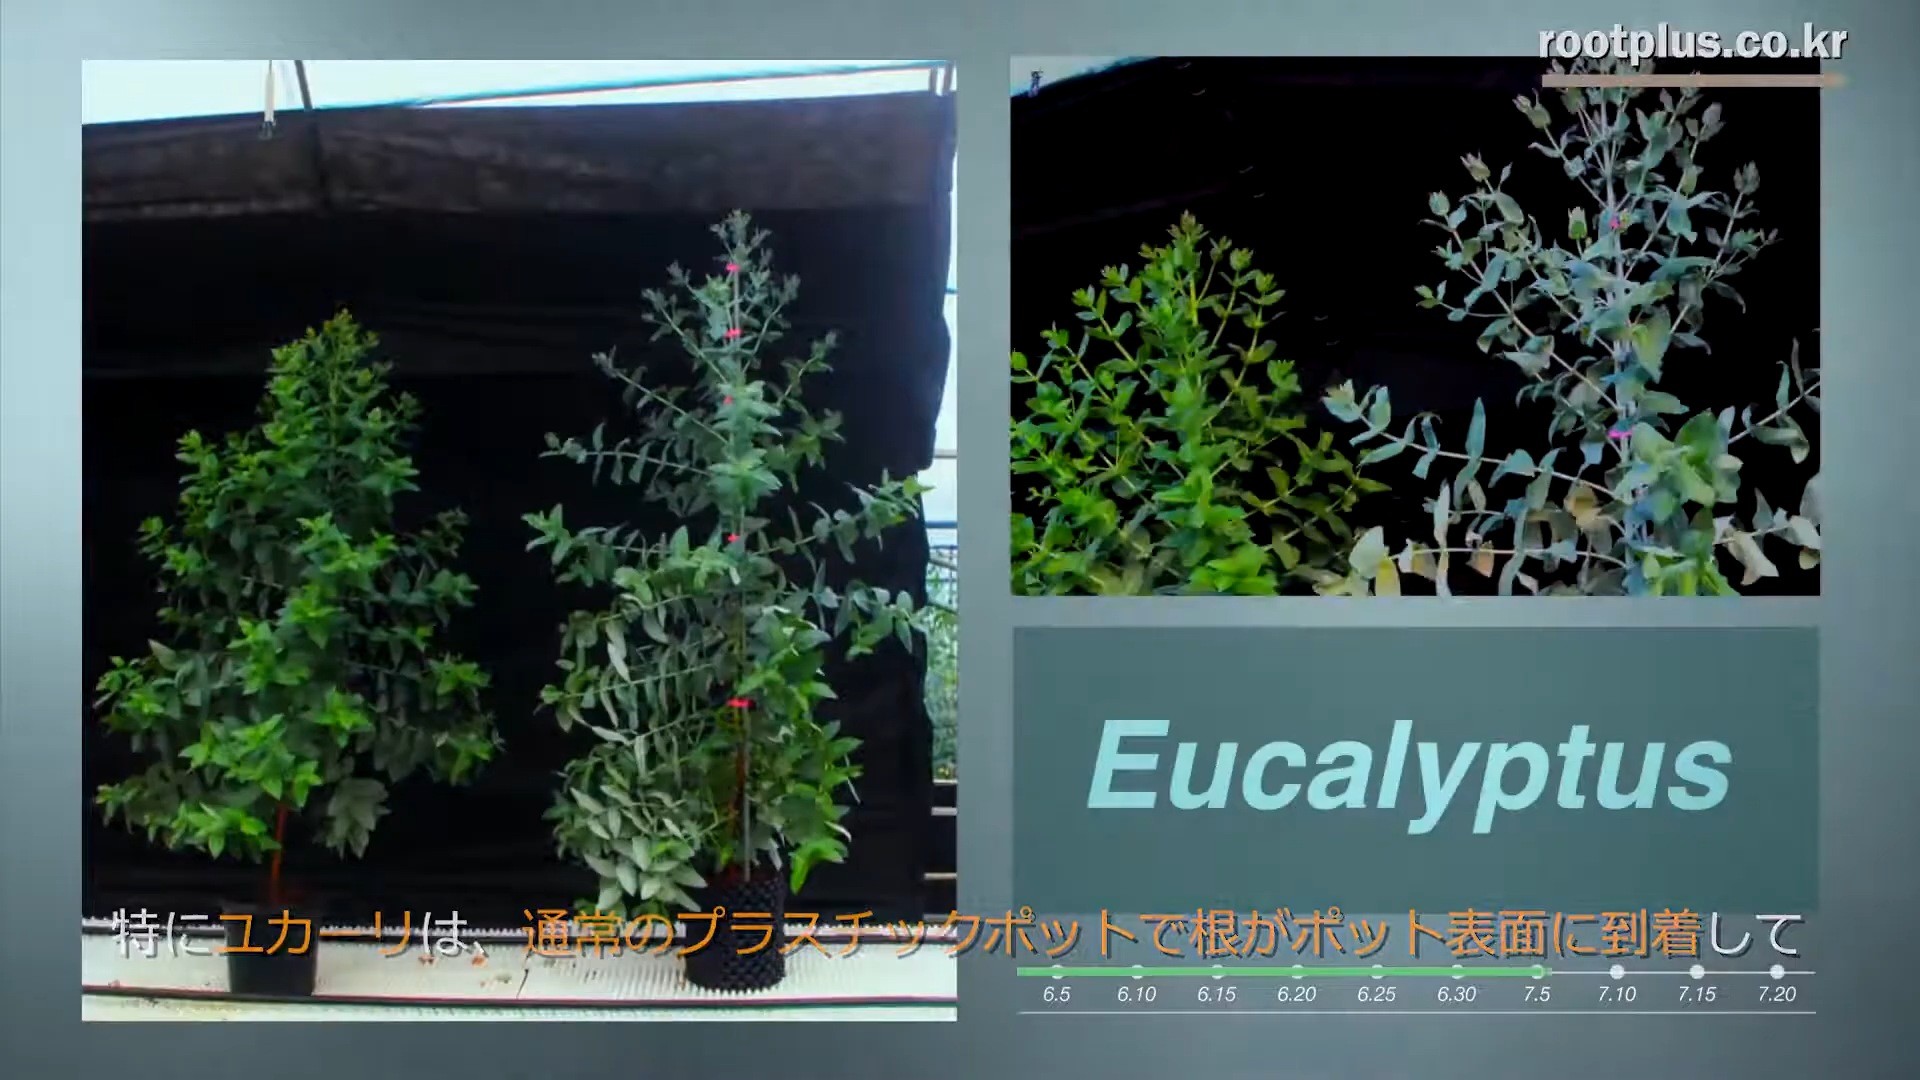 rootplus.co.kr
Eucalyptus
特にユカーリは、通常のプラスチックポットで根がポット表面に到着して
6.5 6.10 6.15 6.20 6.25 6.30 7.5 7.10 7.15 7.20